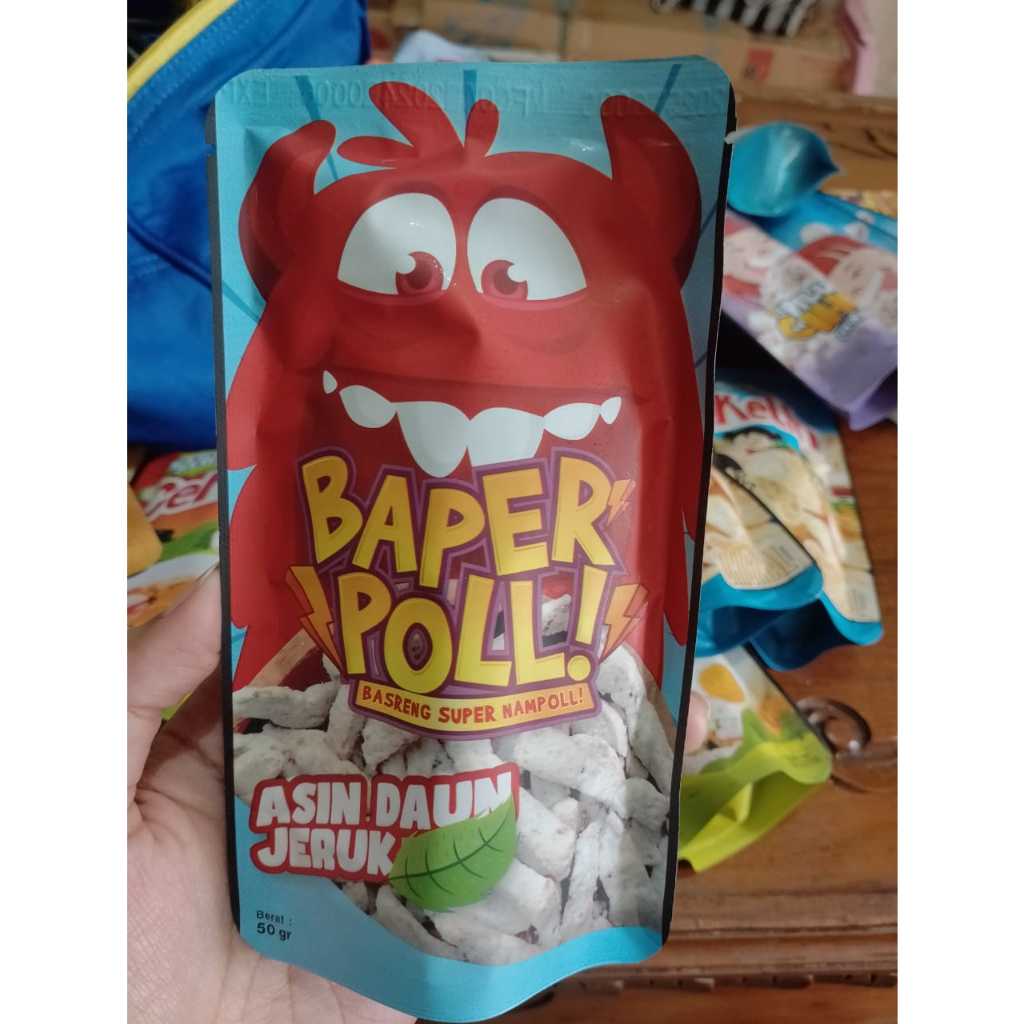 BAPER
POLL!
BASRENG SUPER NAMPOLL!
ASIN DAUN
JERUK
Berat :
50 gr